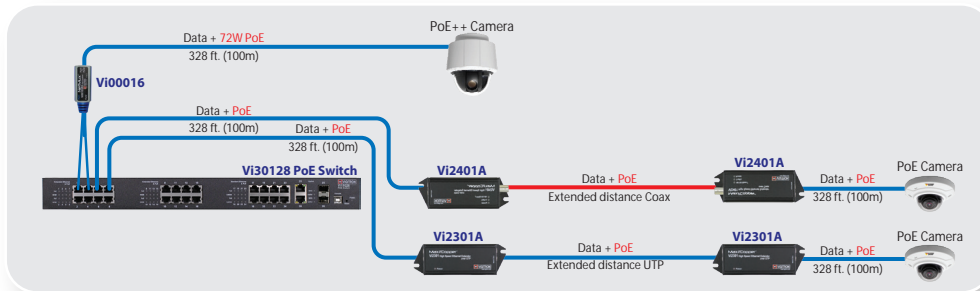 PoE++ Camera
Data + 72W PoE
328 ft. (100m)
Vi00016
Data + PoE
328 ft. (100m)
Data + PoE
328 ft. (100m)
Vi30128 PoE Switch
Vi2401A
Data + PoE
Extended distance Coax
Vi2401A
Data + PoE
328 ft. (100m)
PoE Camera
Vi2301A
Data + PoE
Extended distance UTP
Vi2301A
Data + PoE
328 ft. (100m)
PoE Camera